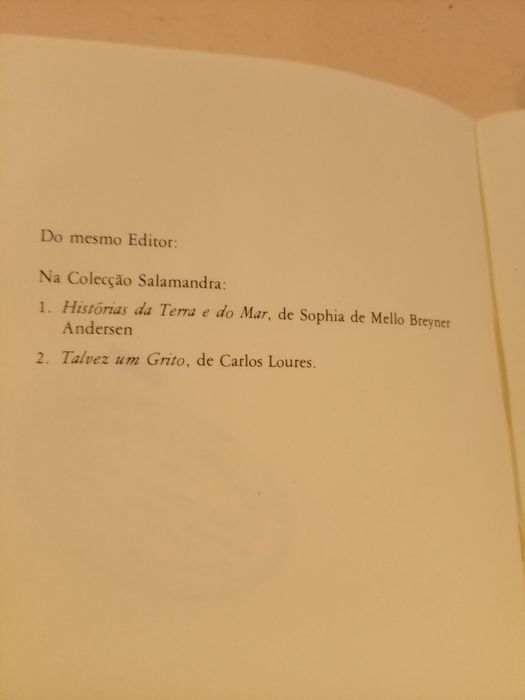 Do mesmo Editor:
Na Colecção Salamandra:
1. Histórias da Terra e do Mar, de Sophia de Mello Breyner
Andersen
2. Talvez um Grito, de Carlos Loures.